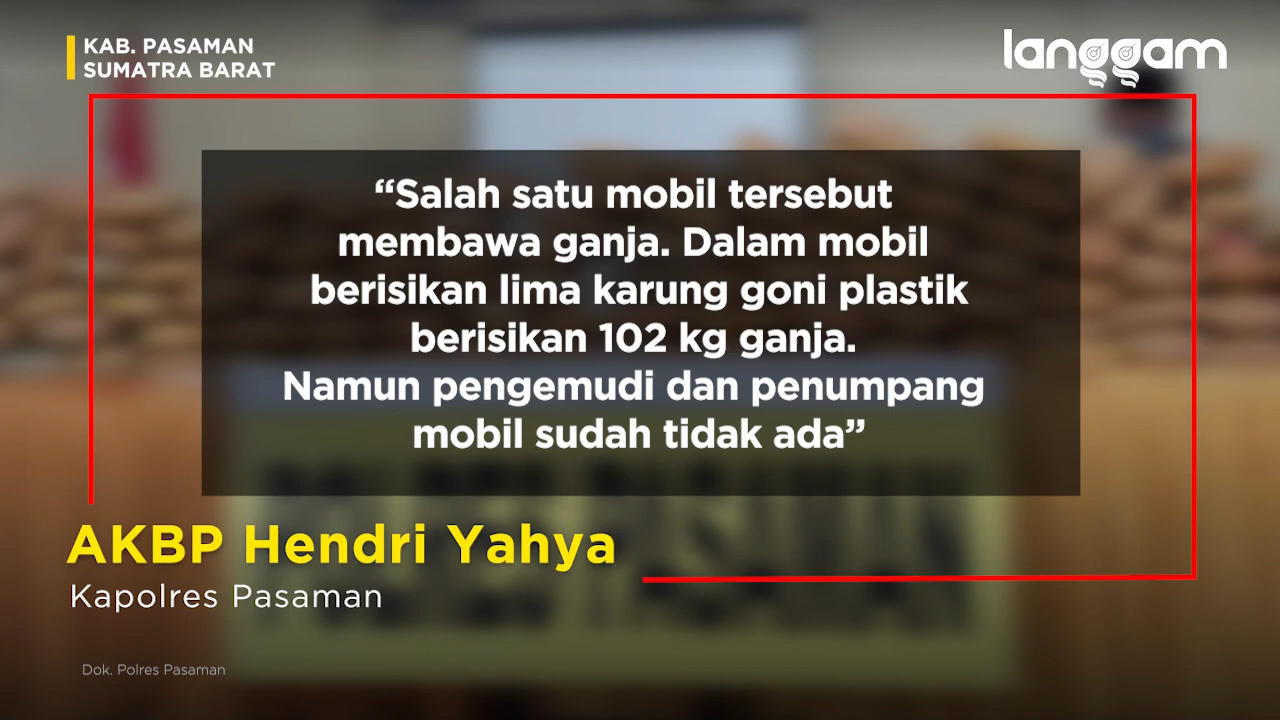 KAB. PASAMAN
SUMATRA BARAT
langgam
“Salah satu mobil tersebut
membawa ganja. Dalam mobil
berisikan lima karung goni plastik
berisikan 102 kg ganja.
Namun pengemudi dan penumpang
mobil sudah tidak ada”
AKBP Hendri Yahya
Kapolres Pasaman
Dok. Polres Pasaman